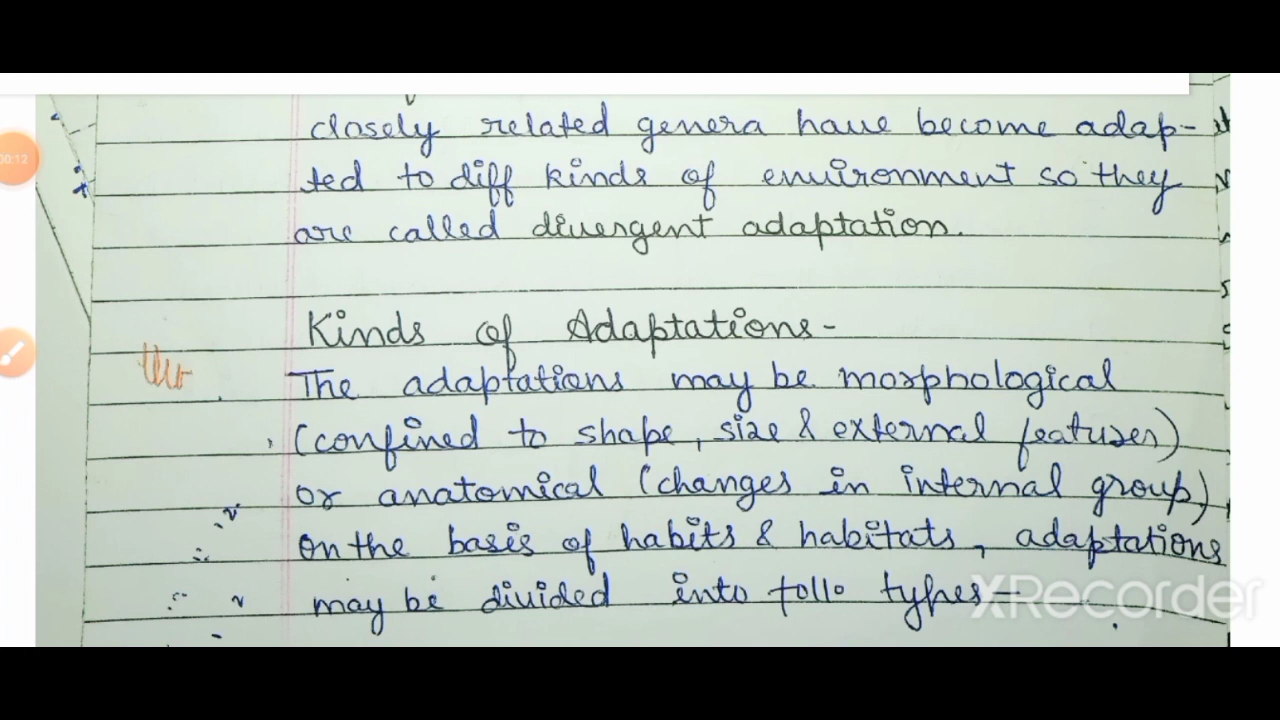 closely related genera have become adap-
ted to diff kinds of environment so they
are called divergent adaptation.
Kinds of Adaptations-
The adaptations may be morphological
(confined to shape, size & external features)
or anatomical (changes in internal group)
on the basis of habits & habitats, adaptations
may be divided into follo types-
XRecorder
00:12